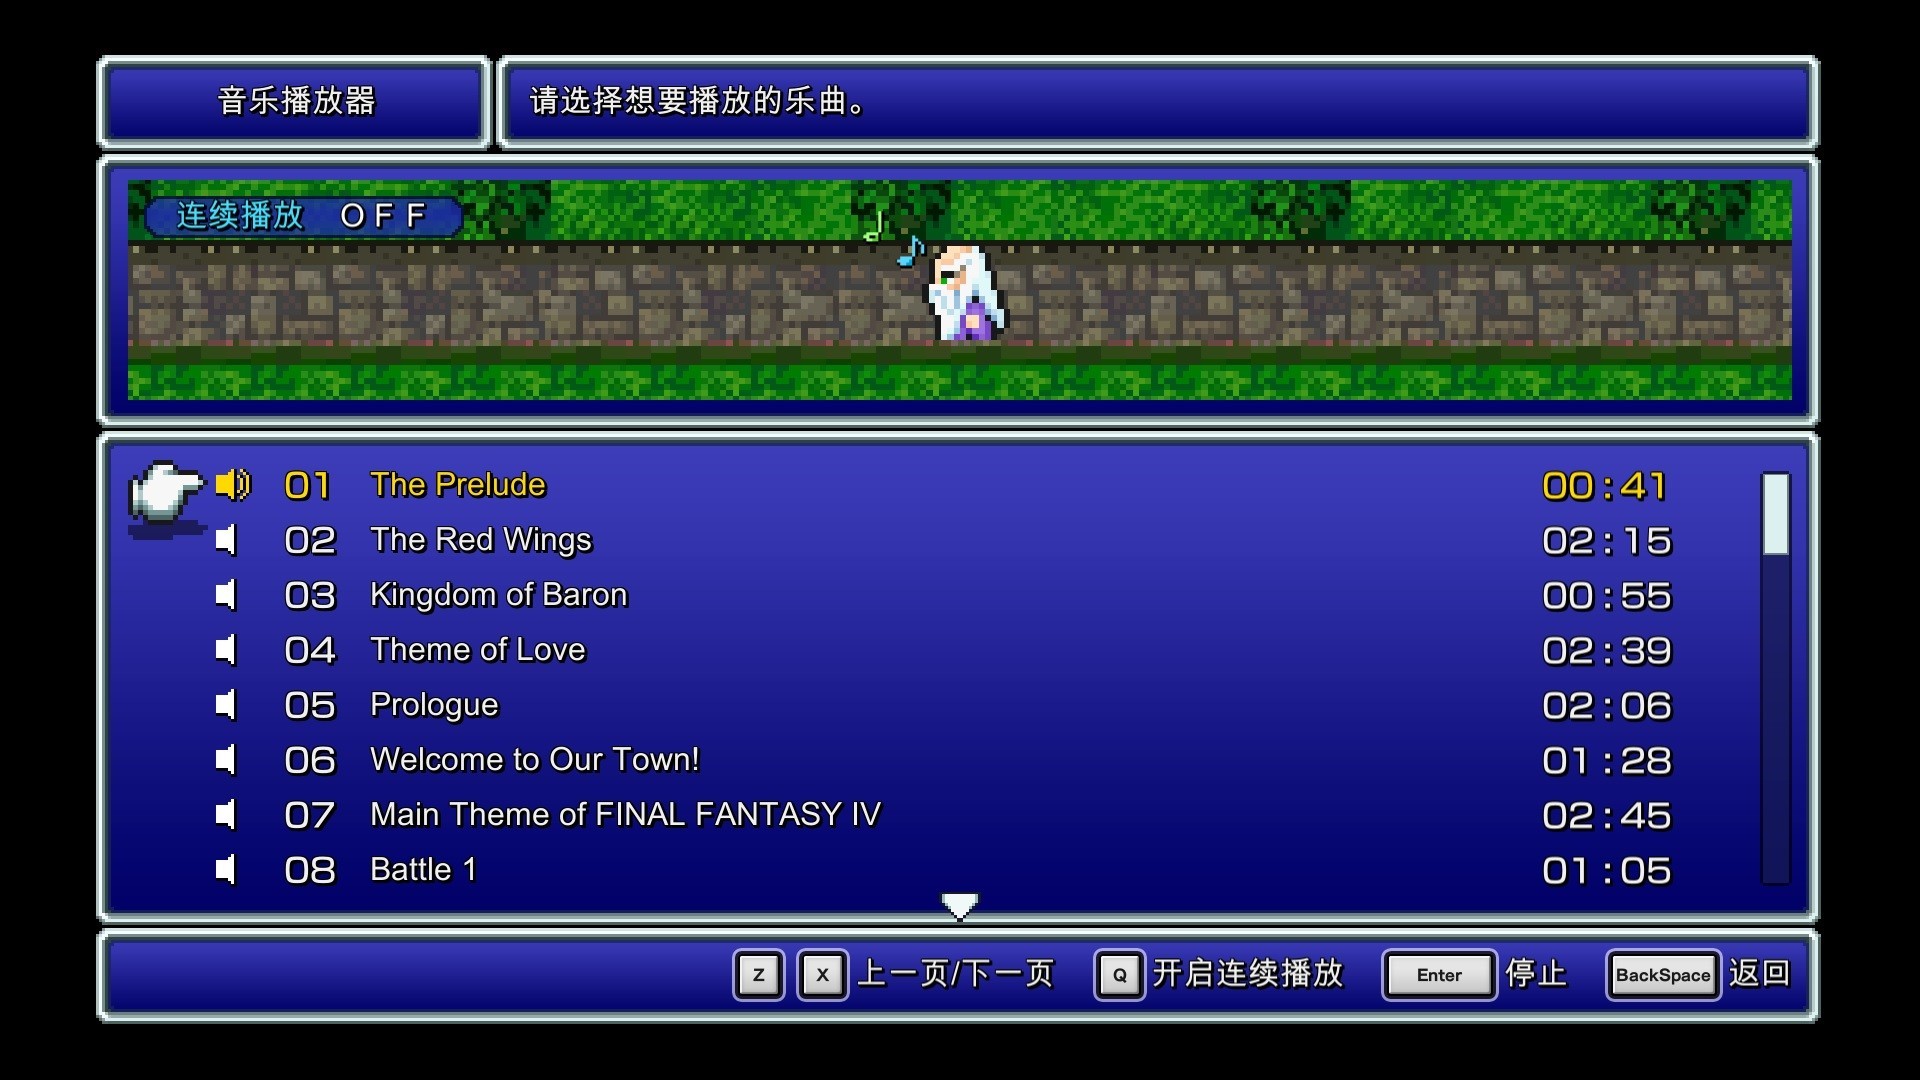 音乐播放器
请选择想要播放的乐曲。
连续播放 OFF
01 The Prelude 00:41
02 The Red Wings 02:15
03 Kingdom of Baron 00:55
04 Theme of Love 02:39
05 Prologue 02:06
06 Welcome to Our Town! 01:28
07 Main Theme of FINAL FANTASY IV 02:45
08 Battle 1 01:05
Z X 上一页/下一页 Q 开启连续播放 Enter 停止 BackSpace 返回